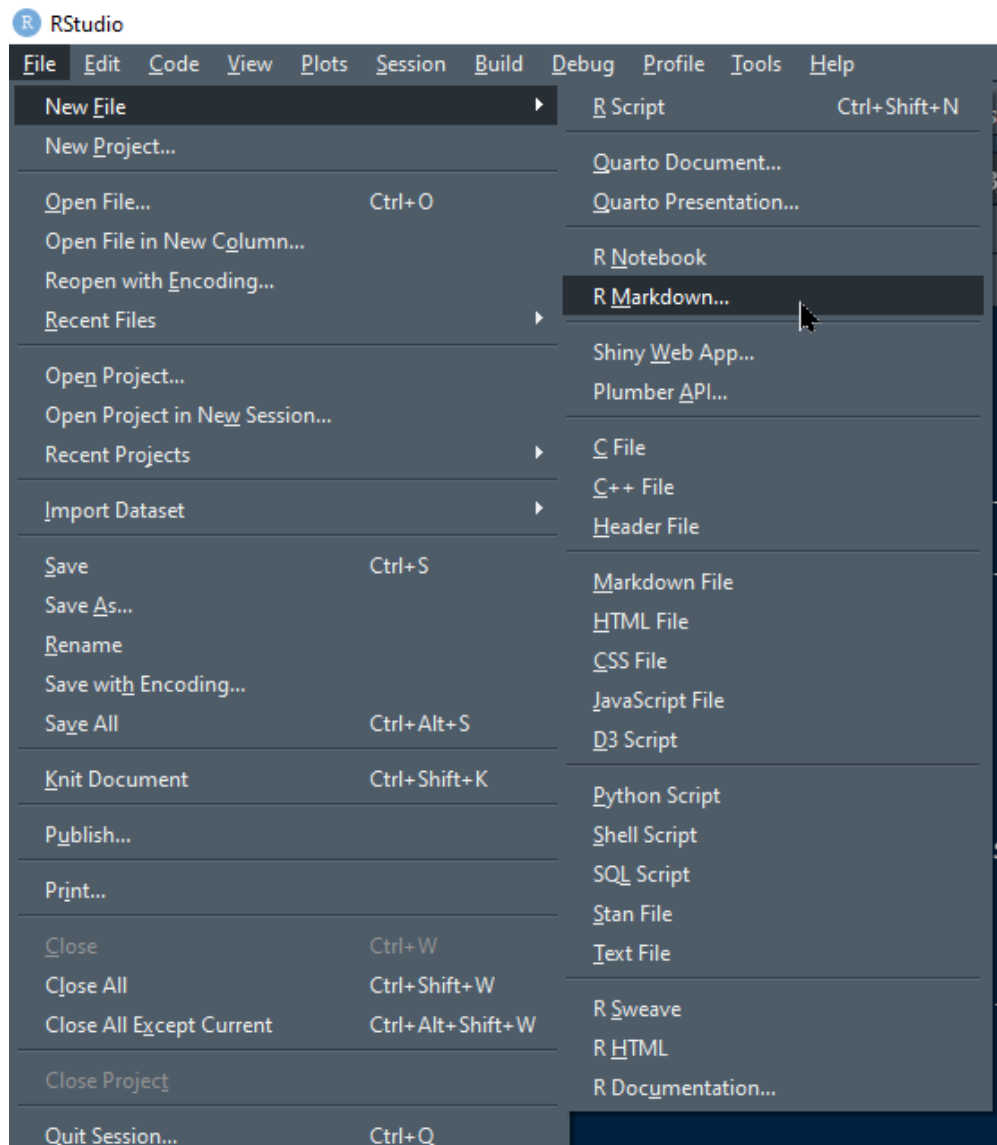 R RStudio
File Edit Code View Plots Session Build Debug Profile Tools Help
New File
New Project...
Open File... Ctrl+O
Open File in New Column...
Reopen with Encoding...
Recent Files
Open Project...
Open Project in New Session...
Recent Projects
Import Dataset
Save Ctrl+S
Save As...
Rename
Save with Encoding...
Save All Ctrl+Alt+S
Knit Document Ctrl+Shift+K
Publish...
Print...
Close Ctrl+W
Close All Ctrl+Shift+W
Close All Except Current Ctrl+Alt+Shift+W
Close Project
Quit Session... Ctrl+Q
R Script Ctrl+Shift+N
Quarto Document...
Quarto Presentation...
R Notebook
R Markdown...
Shiny Web App...
Plumber API...
C File
C++ File
Header File
Markdown File
HTML File
CSS File
JavaScript File
D3 Script
Python Script
Shell Script
SQL Script
Stan File
Text File
R Sweave
R HTML
R Documentation...